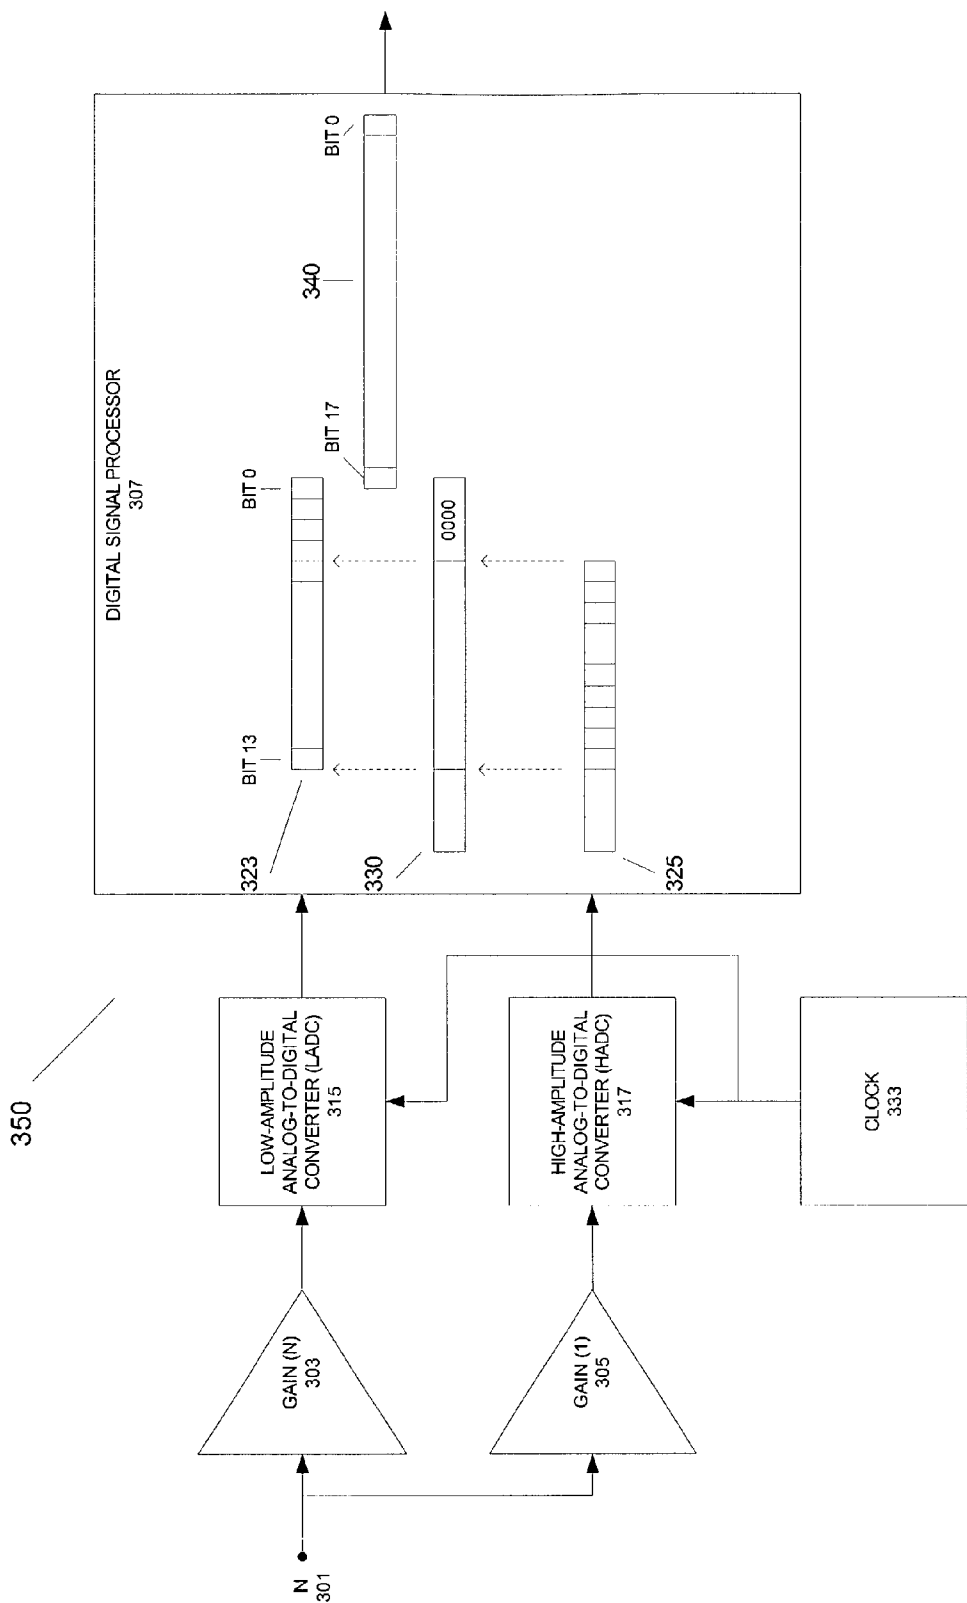 350
DIGITAL SIGNAL PROCESSOR
307
N
301
GAIN (N)
303
GAIN (1)
305
LOW-AMPLITUDE
ANALOG-TO-DIGITAL
CONVERTER (LADC)
315
HIGH-AMPLITUDE
ANALOG-TO-DIGITAL
CONVERTER (HADC)
317
CLOCK
333
323
BIT 13
BIT 0
340
BIT 17
BIT 0
330
0000
325